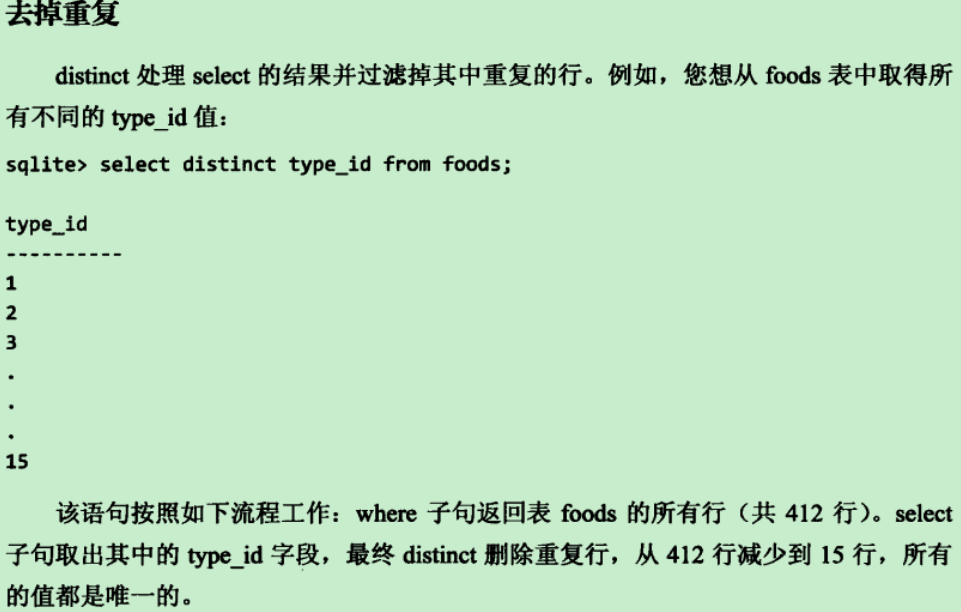 去掉重复
distinct 处理 select 的结果并过滤掉其中重复的行。例如，您想从 foods 表中取得所
有不同的 type_id 值：
sqlite> select distinct type_id from foods;
type_id
----------
1
2
3
.
.
.
15
该语句按照如下流程工作：where 子句返回表 foods 的所有行（共 412 行）。select
子句取出其中的 type_id 字段，最终 distinct 删除重复行，从 412 行减少到 15 行，所有
的值都是唯一的。